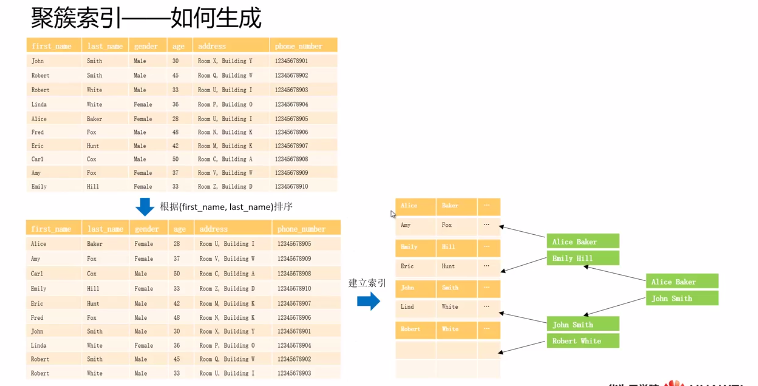 聚簇索引——如何生成
first_name last_name gender age address phone_number
John Smith Male 30 Room X, Building Y 12345678901
Robert Smith Male 45 Room Q, Building W 12345678902
Robert White Male 33 Room U, Building I 12345678903
Linda White Female 36 Room P, Building O 12345678904
Alice Baker Female 28 Room U, Building I 12345678905
Fred Fox Male 48 Room N, Building K 12345678906
Eric Hunt Male 42 Room M, Building K 12345678907
Carl Cox Male 50 Room C, Building A 12345678908
Amy Fox Female 37 Room V, Building W 12345678909
Emily Hill Female 33 Room Z, Building D 12345678910
根据(first_name, last_name)排序
first_name last_name gender age address phone_number
Alice Baker Female 28 Room U, Building I 12345678905
Amy Fox Female 37 Room V, Building W 12345678909
Carl Cox Male 50 Room C, Building A 12345678908
Emily Hill Female 33 Room Z, Building D 12345678910
Eric Hunt Male 42 Room M, Building K 12345678907
Fred Fox Male 48 Room N, Building K 12345678906
John Smith Male 30 Room X, Building Y 12345678901
Linda White Female 36 Room P, Building O 12345678904
Robert Smith Male 45 Room Q, Building W 12345678902
Robert White Male 33 Room U, Building I 12345678903
建立索引
Alice Baker …
Amy Fox …
Emily Hill …
Eric Hunt …
John Smith …
Lind White …
Robert White …
Alice Baker
Emily Hill
John Smith
Robert White
Alice Baker
John Smith